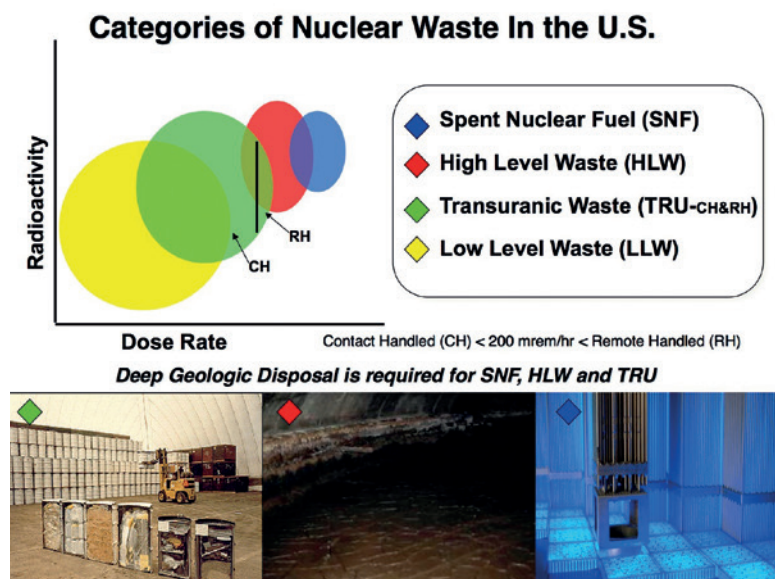 Categories of Nuclear Waste In the U.S.
Radioactivity
CH
RH
Spent Nuclear Fuel (SNF)
High Level Waste (HLW)
Transuranic Waste (TRU-CH&RH)
Low Level Waste (LLW)
Dose Rate
Contact Handled (CH) < 200 mrem/hr < Remote Handled (RH)
Deep Geologic Disposal is required for SNF, HLW and TRU